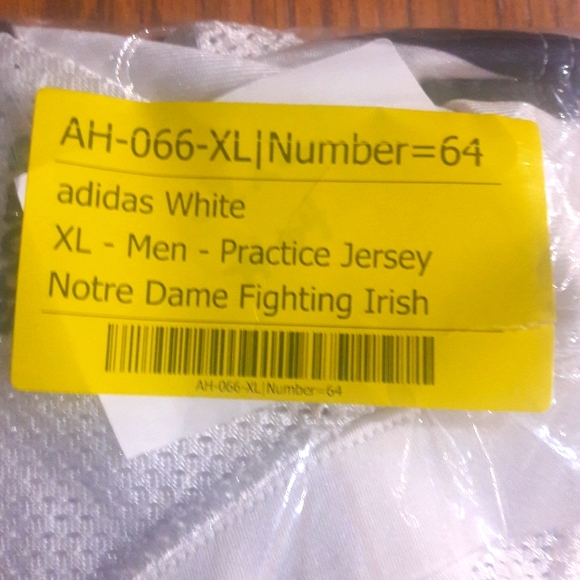 AH-066-XL|Number=64
adidas White
XL - Men - Practice Jersey
Notre Dame Fighting Irish
AH-066-XL|Number=64